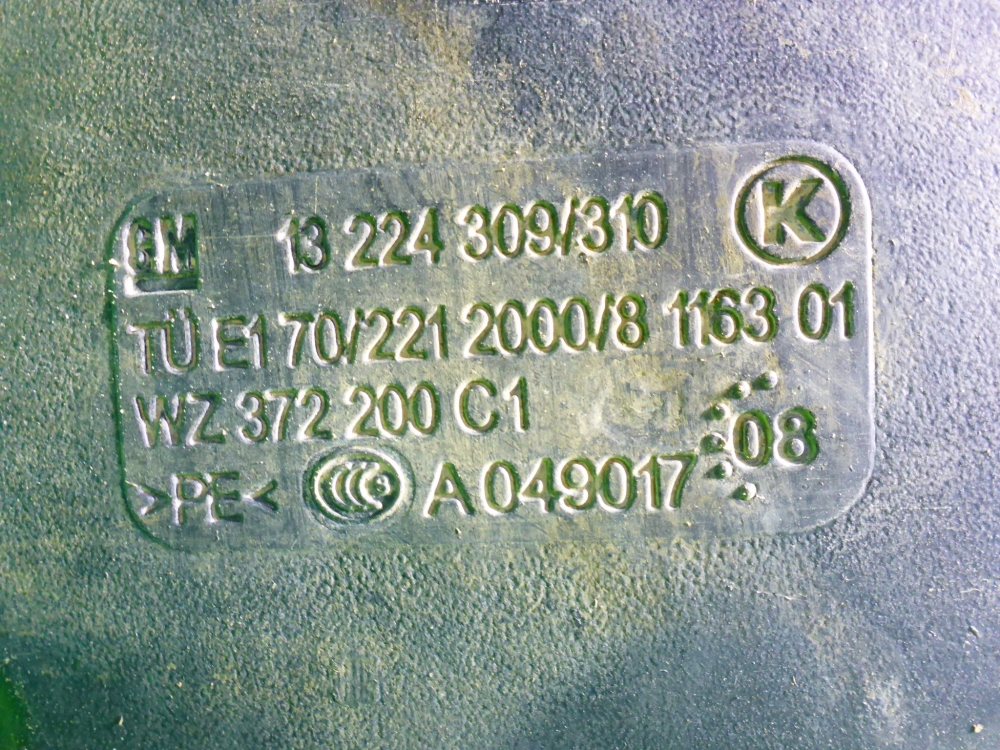 GM 13 224 309/310 K
TÜ E1 70/221 2000/8 1163 01
WZ 372 200 C1
>PE< CCC A 049017 08